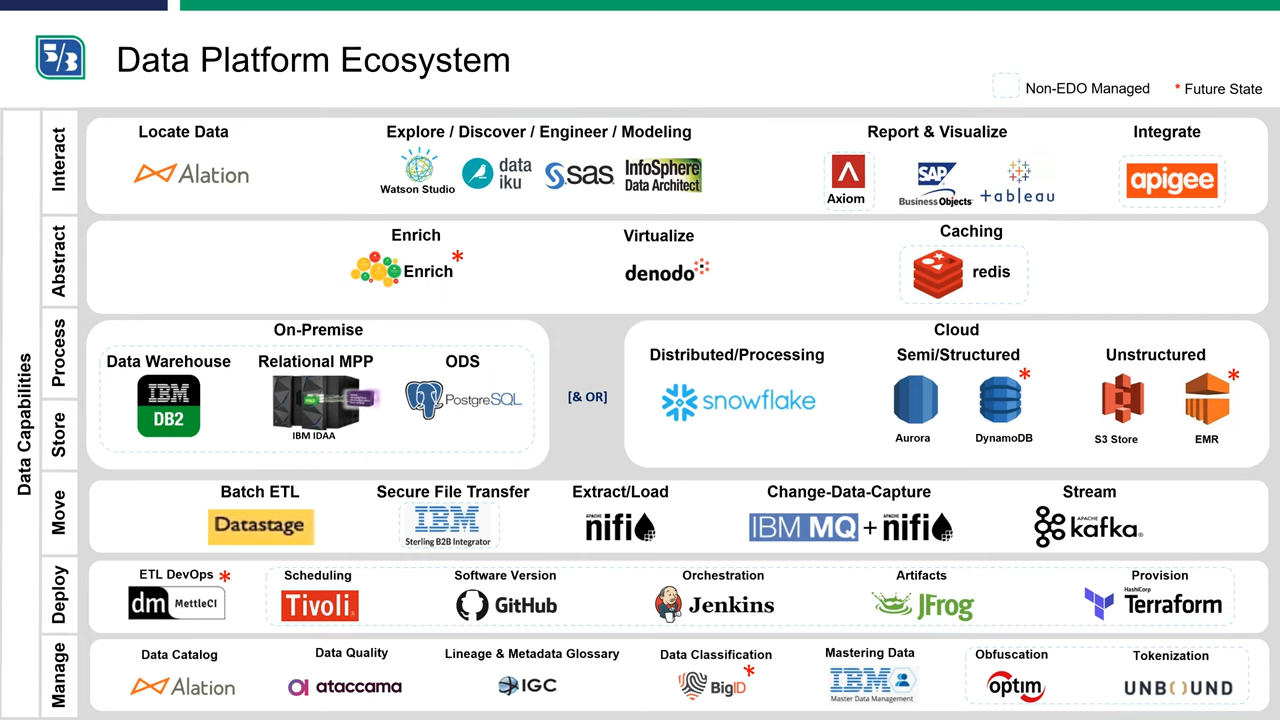 5/3
Data Platform Ecosystem
Non-EDO Managed
* Future State
Data Capabilities
Interact
Locate Data
Alation
Explore / Discover / Engineer / Modeling
Watson Studio
data
iku
sas
InfoSphere
Data Architect
Report & Visualize
Axiom
SAP
Business Objects
+ a b l e a u
Integrate
apigee
Abstract
Enrich
Enrich *
Virtualize
denodo
Caching
redis
Process
Store
On-Premise
Data Warehouse
IBM
DB2
Relational MPP
IBM IDAA
ODS
PostgreSQL
[& OR]
Cloud
Distributed/Processing
snowflake
Semi/Structured
Aurora
*
DynamoDB
Unstructured
S3 Store
*
EMR
Move
Batch ETL
Datastage
Secure File Transfer
IBM
Sterling B2B Integrator
Extract/Load
APACHE
nifi
Change-Data-Capture
IBM MQ + APACHE nifi
Stream
APACHE
kafka®
Deploy
ETL DevOps *
dm MettleCI
Scheduling
Tivoli
Software Version
GitHub
Orchestration
Jenkins
Artifacts
JFrog
Provision
HashiCorp
Terraform
Manage
Data Catalog
Alation
Data Quality
ataccama
Lineage & Metadata Glossary
IGC
Data Classification
BigID *
Mastering Data
IBM
Master Data Management
Obfuscation
optim
Tokenization
UNBOUND